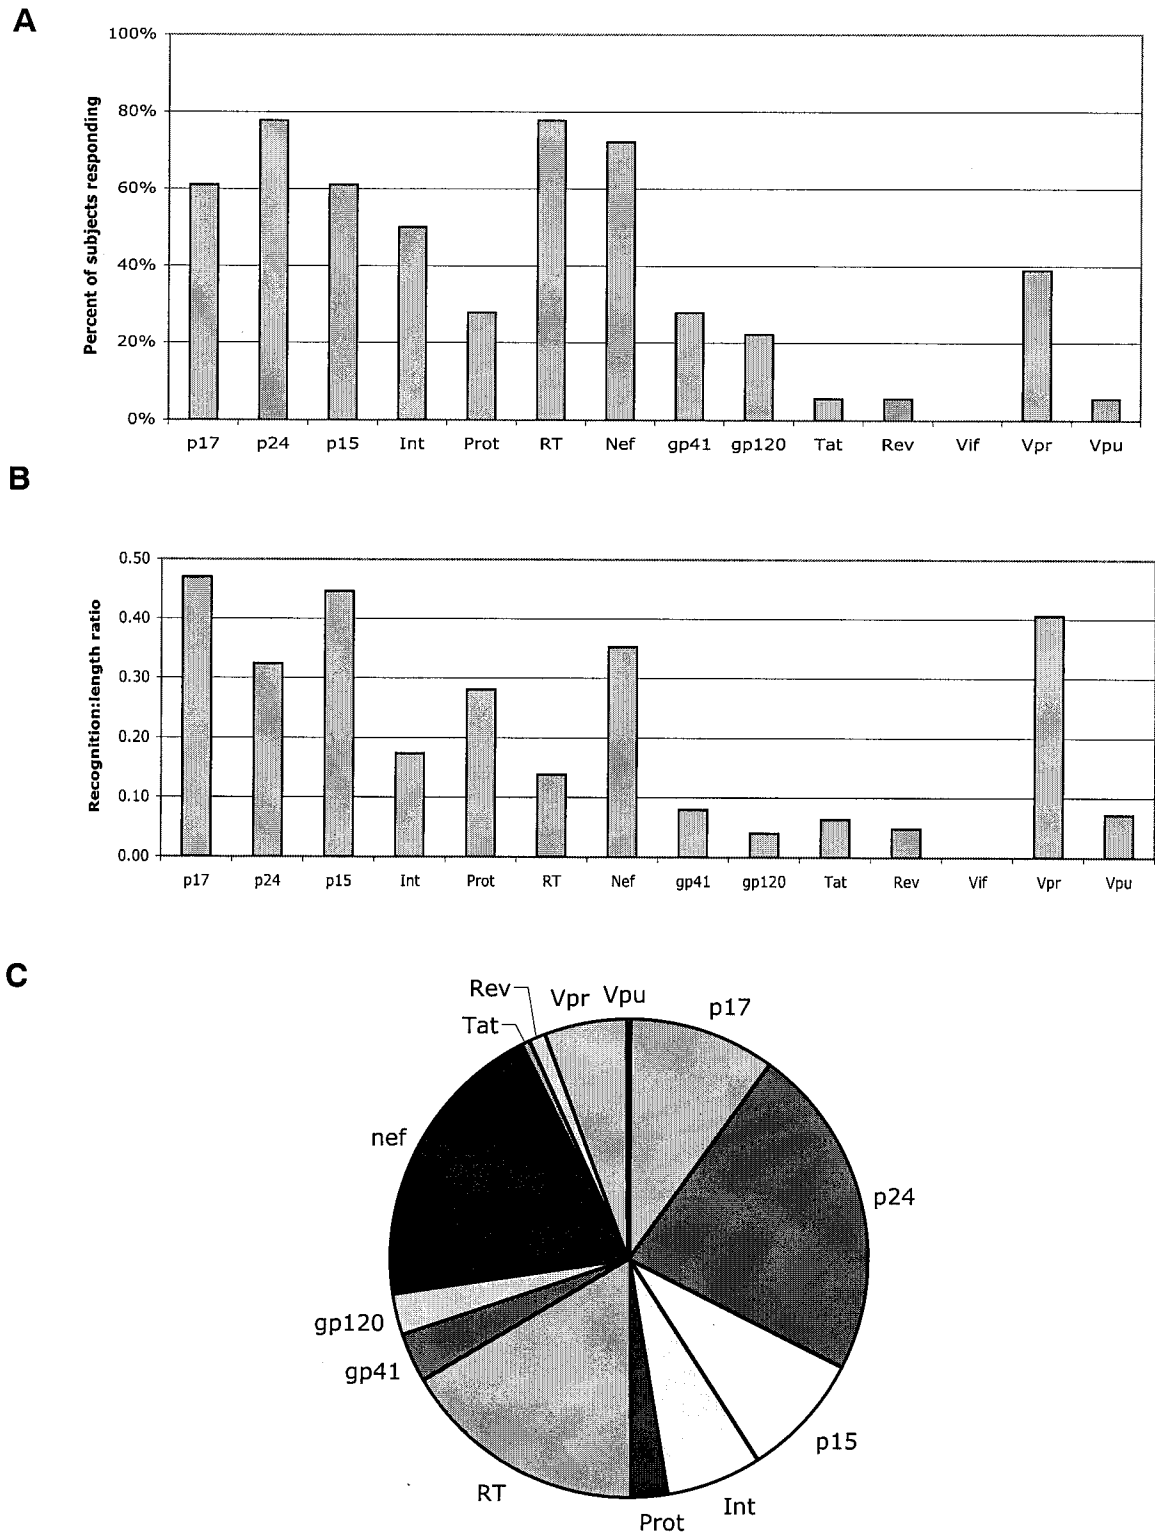 A
100%
80%
60%
40%
20%
0%
Percent of subjects responding
p17 p24 p15 Int Prot RT Nef gp41 gp120 Tat Rev Vif Vpr Vpu
B
0.50
0.40
0.30
0.20
0.10
0.00
Recognition:length ratio
p17 p24 p15 Int Prot RT Nef gp41 gp120 Tat Rev Vif Vpr Vpu
C
Rev Vpr Vpu p17
Tat
nef
p24
gp120
gp41
p15
RT
Int
Prot